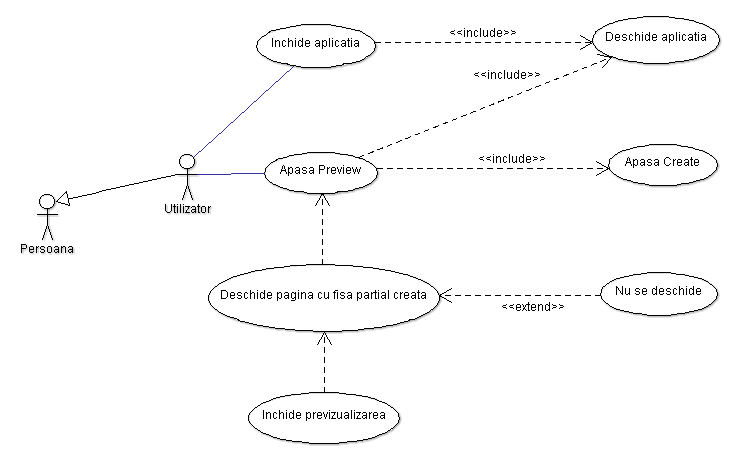 Inchide aplicatia
<<include>>
Deschide aplicatia
<<include>>
Apasa Preview
<<include>>
Apasa Create
Utilizator
Persoana
Deschide pagina cu fisa partial creata
Nu se deschide
<<extend>>
Inchide previzualizarea